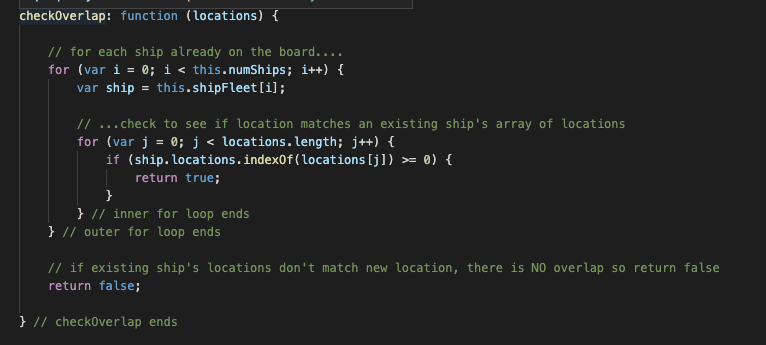 checkOverlap: function (locations) {
// for each ship already on the board....
for (var i = 0; i < this.numShips; i++) {
var ship = this.shipFleet[i];
// ...check to see if location matches an existing ship's array of locations
for (var j = 0; j < locations.length; j++) {
if (ship.locations.indexOf(locations[j]) >= 0) {
return true;
}
} // inner for loop ends
} // outer for loop ends
// if existing ship's locations don't match new location, there is NO overlap so return false
return false;
} // checkOverlap ends